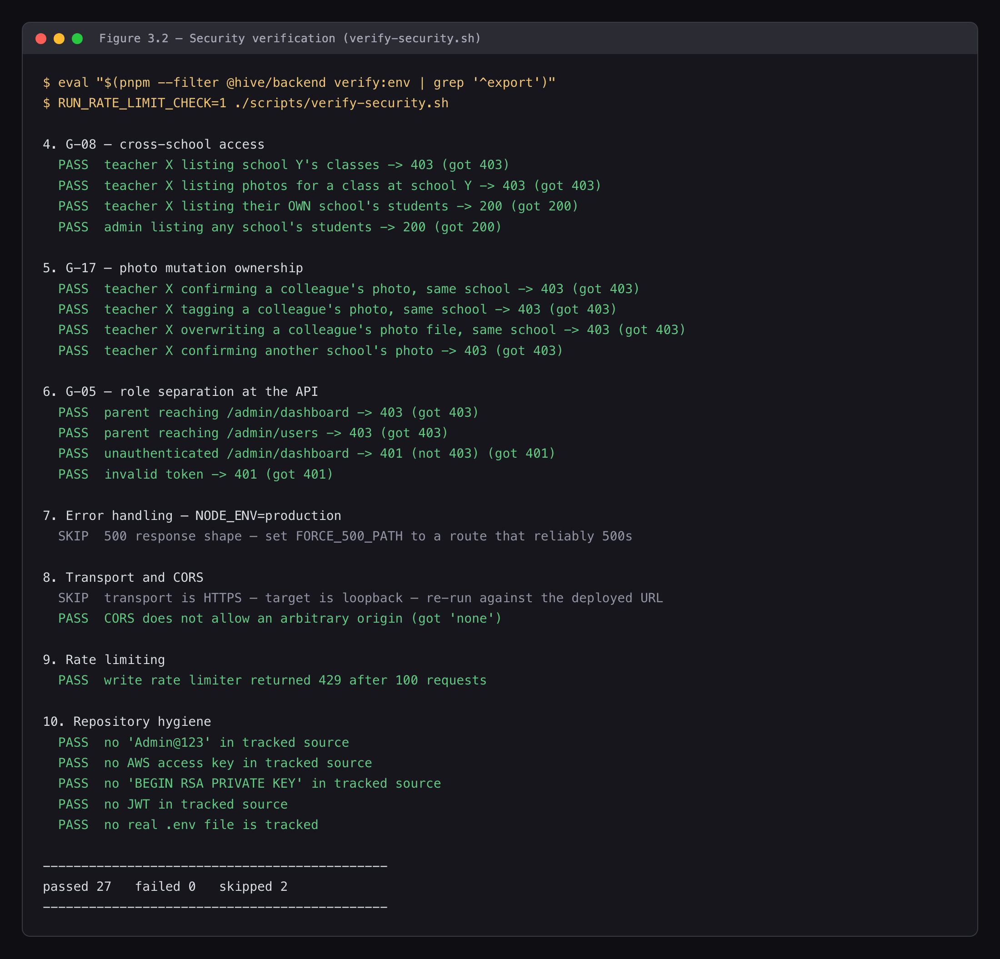 Figure 3.2 — Security verification (verify-security.sh)
$ eval "$(pnpm --filter @hive/backend verify:env | grep '^export')"
$ RUN_RATE_LIMIT_CHECK=1 ./scripts/verify-security.sh
4. G-08 — cross-school access
PASS  teacher X listing school Y's classes -> 403 (got 403)
PASS  teacher X listing photos for a class at school Y -> 403 (got 403)
PASS  teacher X listing their OWN school's students -> 200 (got 200)
PASS  admin listing any school's students -> 200 (got 200)
5. G-17 — photo mutation ownership
PASS  teacher X confirming a colleague's photo, same school -> 403 (got 403)
PASS  teacher X tagging a colleague's photo, same school -> 403 (got 403)
PASS  teacher X overwriting a colleague's photo file, same school -> 403 (got 403)
PASS  teacher X confirming another school's photo -> 403 (got 403)
6. G-05 — role separation at the API
PASS  parent reaching /admin/dashboard -> 403 (got 403)
PASS  parent reaching /admin/users -> 403 (got 403)
PASS  unauthenticated /admin/dashboard -> 401 (not 403) (got 401)
PASS  invalid token -> 401 (got 401)
7. Error handling — NODE_ENV=production
SKIP  500 response shape — set FORCE_500_PATH to a route that reliably 500s
8. Transport and CORS
SKIP  transport is HTTPS — target is loopback — re-run against the deployed URL
PASS  CORS does not allow an arbitrary origin (got 'none')
9. Rate limiting
PASS  write rate limiter returned 429 after 100 requests
10. Repository hygiene
PASS  no 'Admin@123' in tracked source
PASS  no AWS access key in tracked source
PASS  no 'BEGIN RSA PRIVATE KEY' in tracked source
PASS  no JWT in tracked source
PASS  no real .env file is tracked
---------------------------------------------
passed 27   failed 0   skipped 2
---------------------------------------------